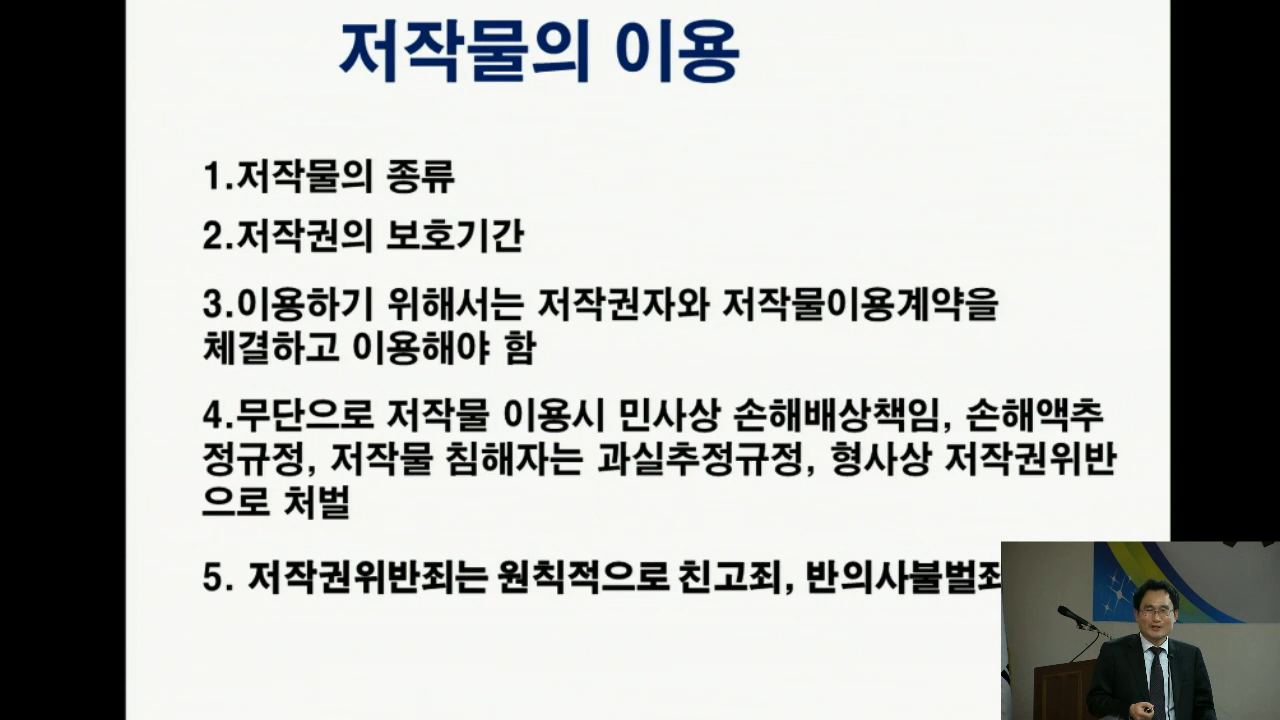 저작물의 이용
1.저작물의 종류
2.저작권의 보호기간
3.이용하기 위해서는 저작권자와 저작물이용계약을
체결하고 이용해야 함
4.무단으로 저작물 이용시 민사상 손해배상책임, 손해액추
정규정, 저작물 침해자는 과실추정규정, 형사상 저작권위반
으로 처벌
5. 저작권위반죄는 원칙적으로 친고죄, 반의사불벌죄